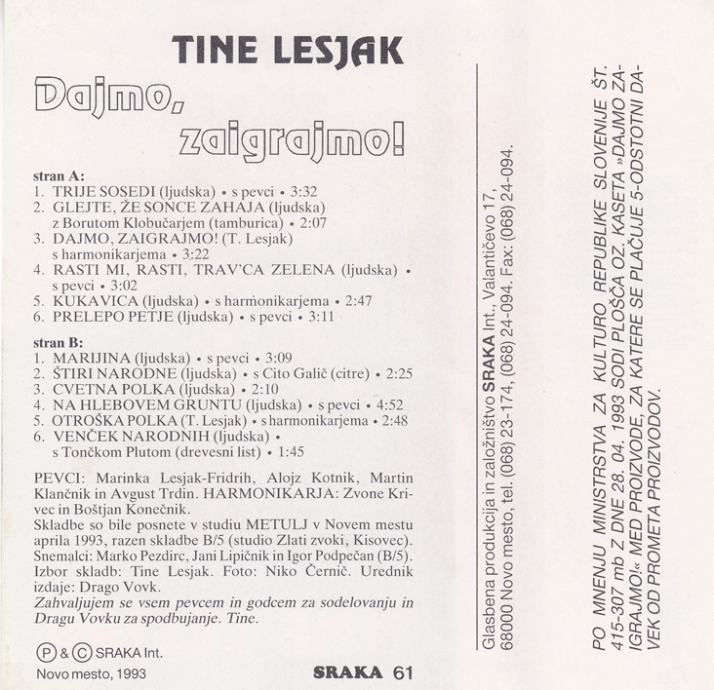 TINE LESJAK
Dajmo,
zaigrajmo!
stran A:
1. TRIJE SOSEDI (ljudska) • s pevci • 3:32
2. GLEJTE, ŽE SONCE ZAHAJA (ljudska)
z Borutom Klobučarjem (tamburica) • 2:07
3. DAJMO, ZAIGRAJMO! (T. Lesjak)
s harmonikarjema • 3:22
4. RASTI MI, RASTI, TRAV'CA ZELENA (ljudska) •
s pevci • 3:02
5. KUKAVICA (ljudska) • s harmonikarjema • 2:47
6. PRELEPO PETJE (ljudska) • s pevci • 3:11
stran B:
1. MARIJINA (ljudska) • s pevci • 3:09
2. ŠTIRI NARODNE (ljudska) • s Cito Galič (citre) • 2:25
3. CVETNA POLKA (ljudska) • 2:10
4. NA HLEBOVEM GRUNTU (ljudska) • s pevci • 4:52
5. OTROŠKA POLKA (T. Lesjak) • s harmonikarjema • 2:48
6. VENČEK NARODNIH (ljudska) •
s Tončkom Plutom (drevesni list) • 1:45
PEVCI: Marinka Lesjak-Fridrih, Alojz Kotnik, Martin
Klančnik in Avgust Trdin. HARMONIKARJA: Zvone Kri-
vec in Boštjan Konečnik.
Skladbe so bile posnete v studiu METULJ v Novem mestu
aprila 1993, razen skladbe B/5 (studio Zlati zvoki, Kisovec).
Snemalci: Marko Pezdirc, Jani Lipičnik in Igor Podpečan (B/5).
Izbor skladb: Tine Lesjak. Foto: Niko Černič. Urednik
izdaje: Drago Vovk.
Zahvaljujem se vsem pevcem in godcem za sodelovanju in
Dragu Vovku za spodbujanje. Tine.
Ⓟ & Ⓒ SRAKA Int.
Novo mesto, 1993
SRAKA 61
Glasbena produkcija in založništvo SRAKA Int., Valantičevo 17,
68000 Novo mesto, tel. (068) 23-174, (068) 24-094. Fax: (068) 24-094.
PO MNENJU MINISTRSTVA ZA KULTURO REPUBLIKE SLOVENIJE ŠT.
415-307 mb Z DNE 28. 04. 1993 SODI PLOŠČA OZ. KASETA »DAJMO ZA-
IGRAJMO!« MED PROIZVODE, ZA KATERE SE PLAČUJE 5-ODSTOTNI DA-
VEK OD PROMETA PROIZVODOV.